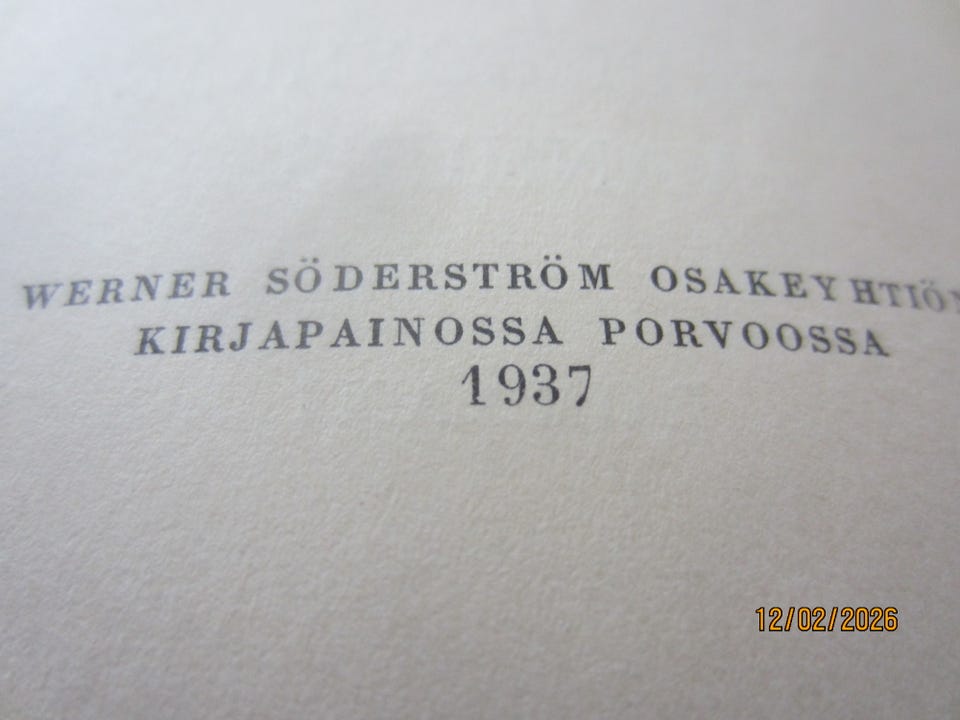 WERNER SÖDERSTRÖM OSAKEYHTIÖN
KIRJAPAINOSSA PORVOOSSA
1937
12/02/2026